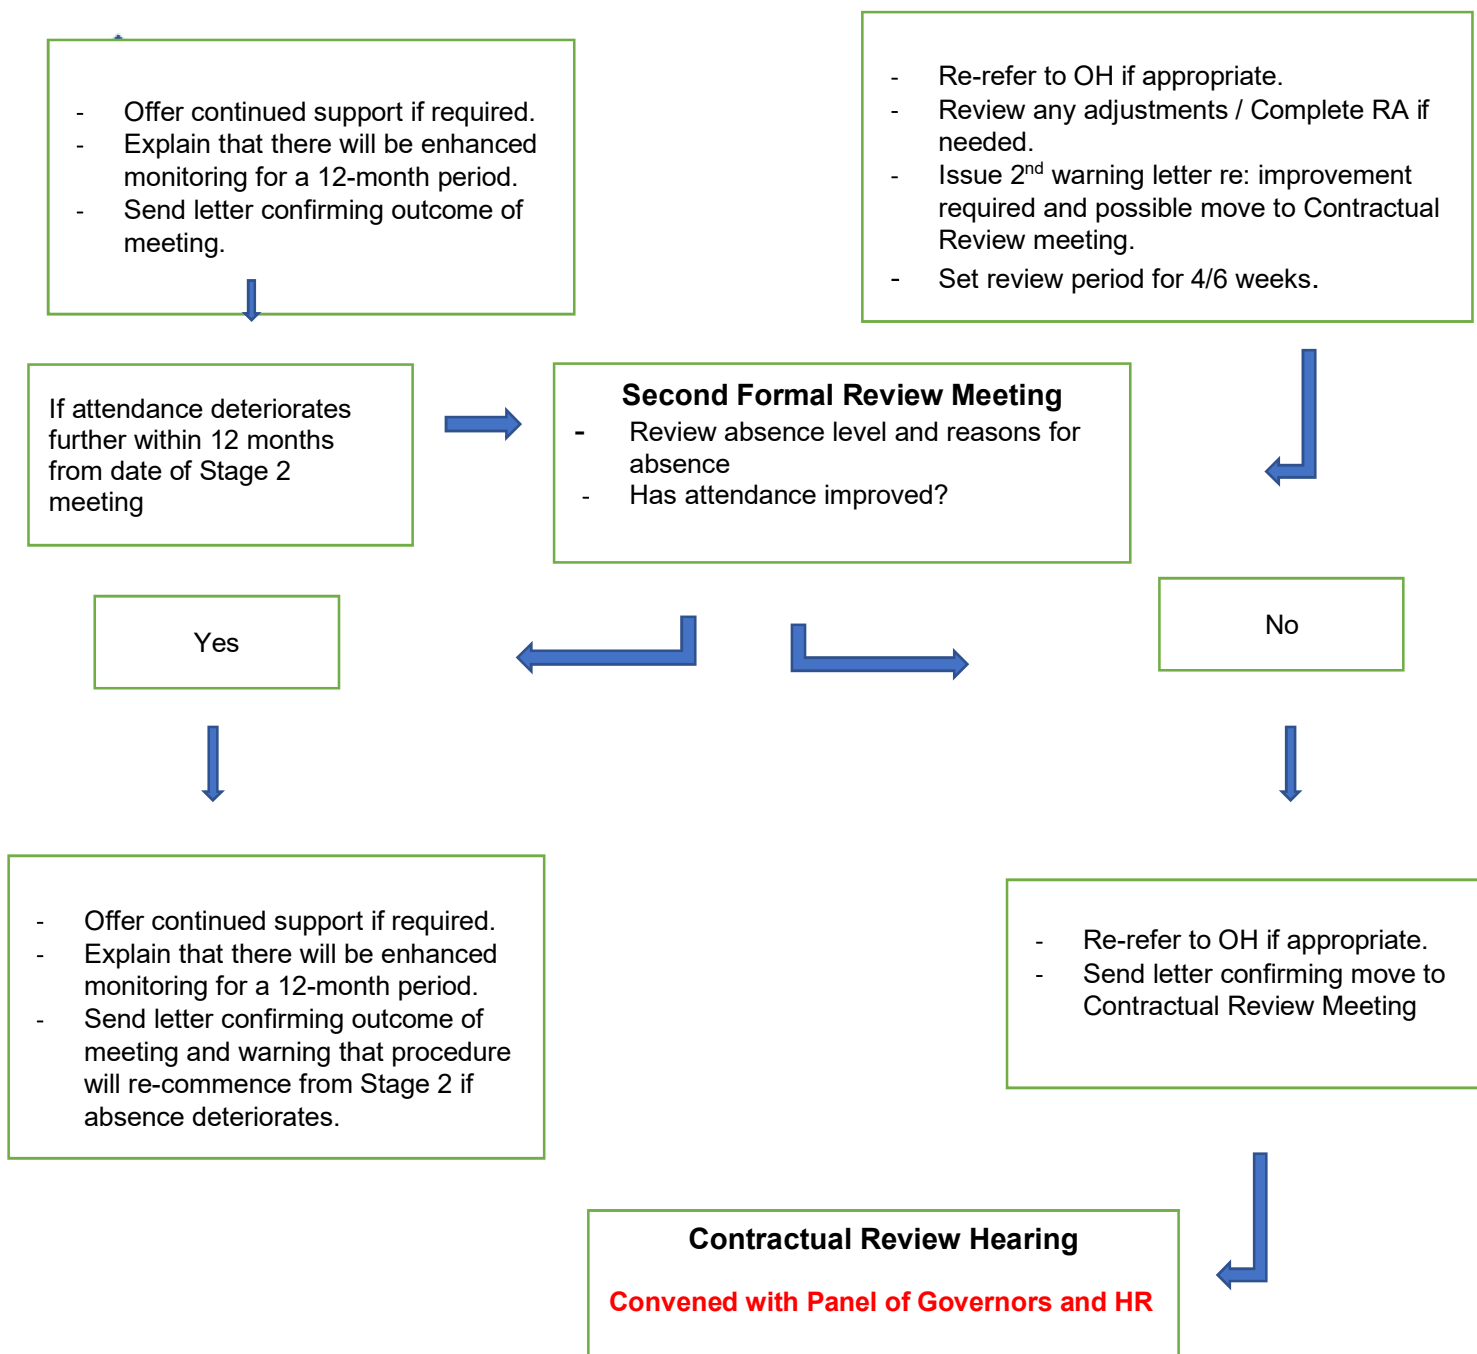 - Offer continued support if required.
- Explain that there will be enhanced
monitoring for a 12-month period.
- Send letter confirming outcome of
meeting.
- Re-refer to OH if appropriate.
- Review any adjustments / Complete RA if
needed.
- Issue 2nd warning letter re: improvement
required and possible move to Contractual
Review meeting.
- Set review period for 4/6 weeks.
If attendance deteriorates
further within 12 months
from date of Stage 2
meeting
Second Formal Review Meeting
- Review absence level and reasons for
absence
- Has attendance improved?
Yes
No
- Offer continued support if required.
- Explain that there will be enhanced
monitoring for a 12-month period.
- Send letter confirming outcome of
meeting and warning that procedure
will re-commence from Stage 2 if
absence deteriorates.
- Re-refer to OH if appropriate.
- Send letter confirming move to
Contractual Review Meeting
Contractual Review Hearing
Convened with Panel of Governors and HR